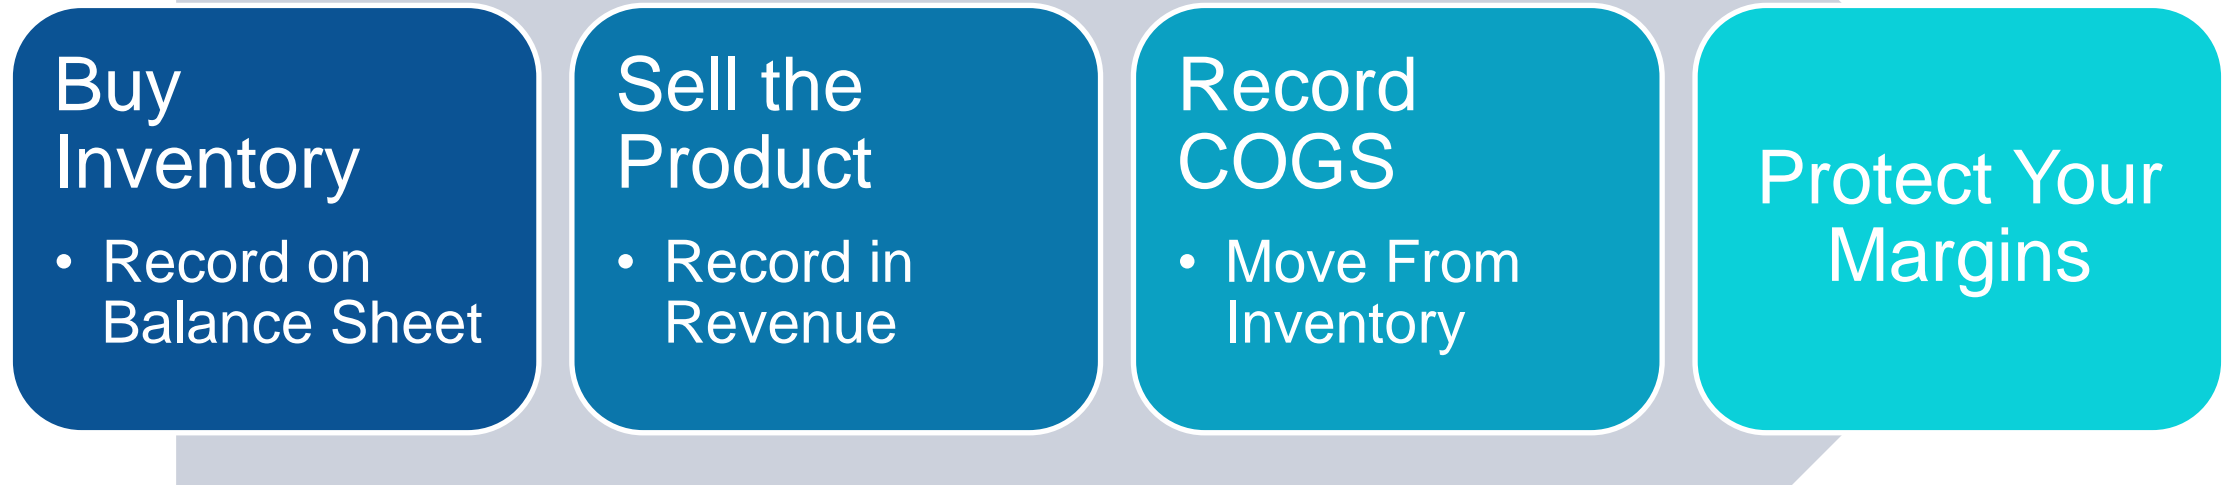 Buy
Inventory
• Record on
Balance Sheet
Sell the
Product
• Record in
Revenue
Record
COGS
• Move From
Inventory
Protect Your
Margins